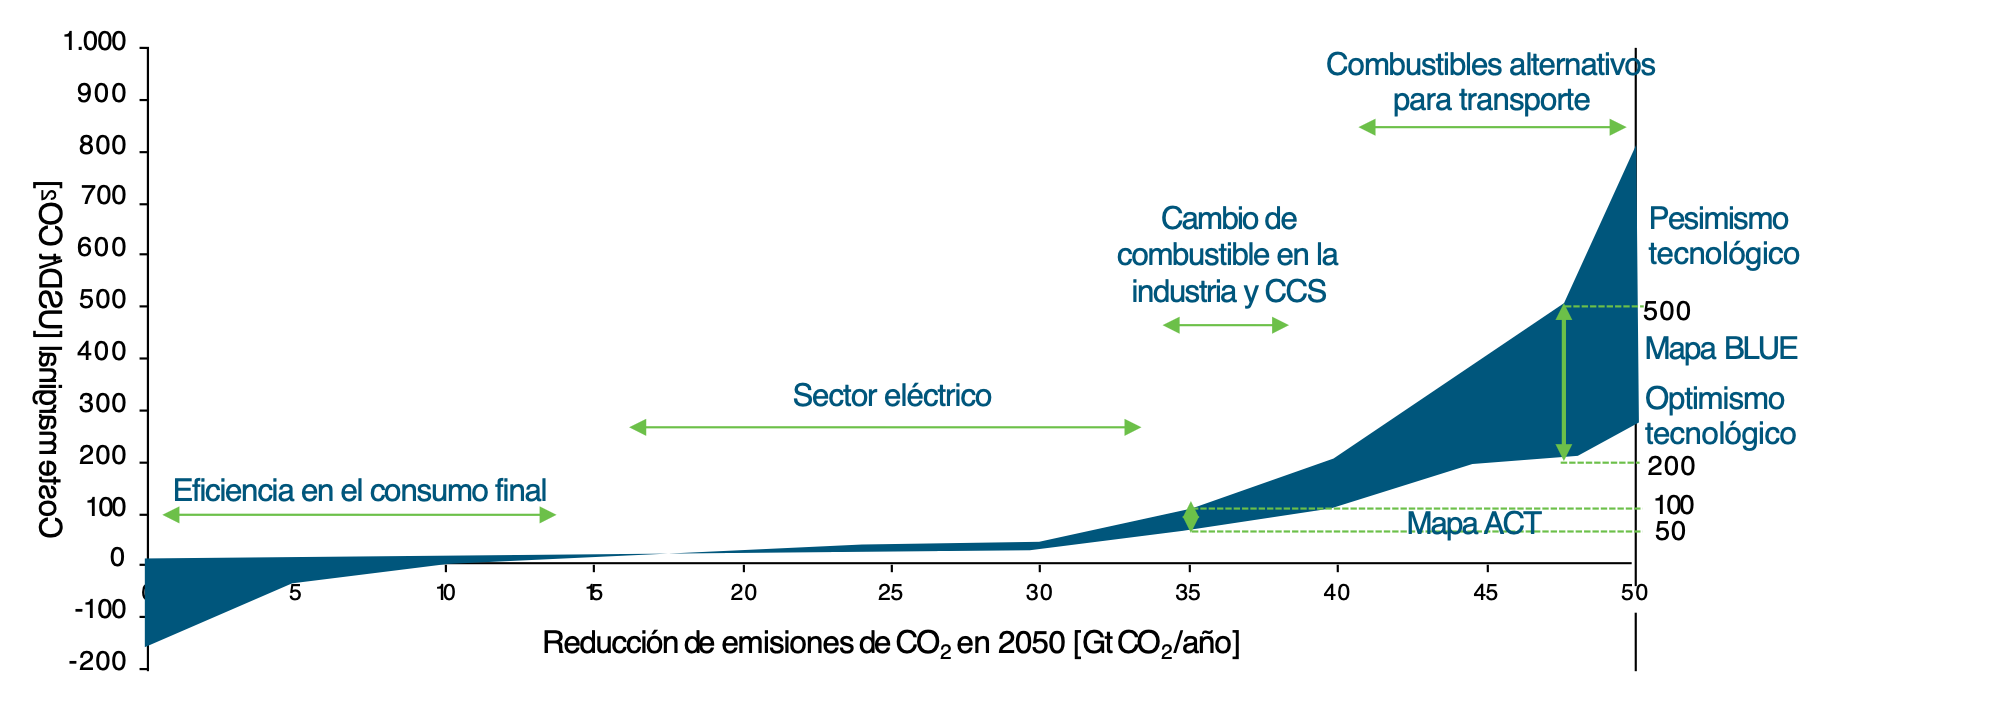 1.000
900
800
700
600
500
400
300
200
100
0
-100
-200
Costste marginal [USD/t CO2]
Combustibles alternativos
para transporte
Cambio de
combustible en la
industria y CCS
Sector eléctrico
Eficiencia en el consumo final
Pesimismo
tecnológico
500
Mapa BLUE
Optimismo
tecnológico
200
100
Mapa ACT
50
0 5 10 15 20 25 30 35 40 45 50
Reducción de emisiones de CO2 en 2050 [Gt CO2/año]